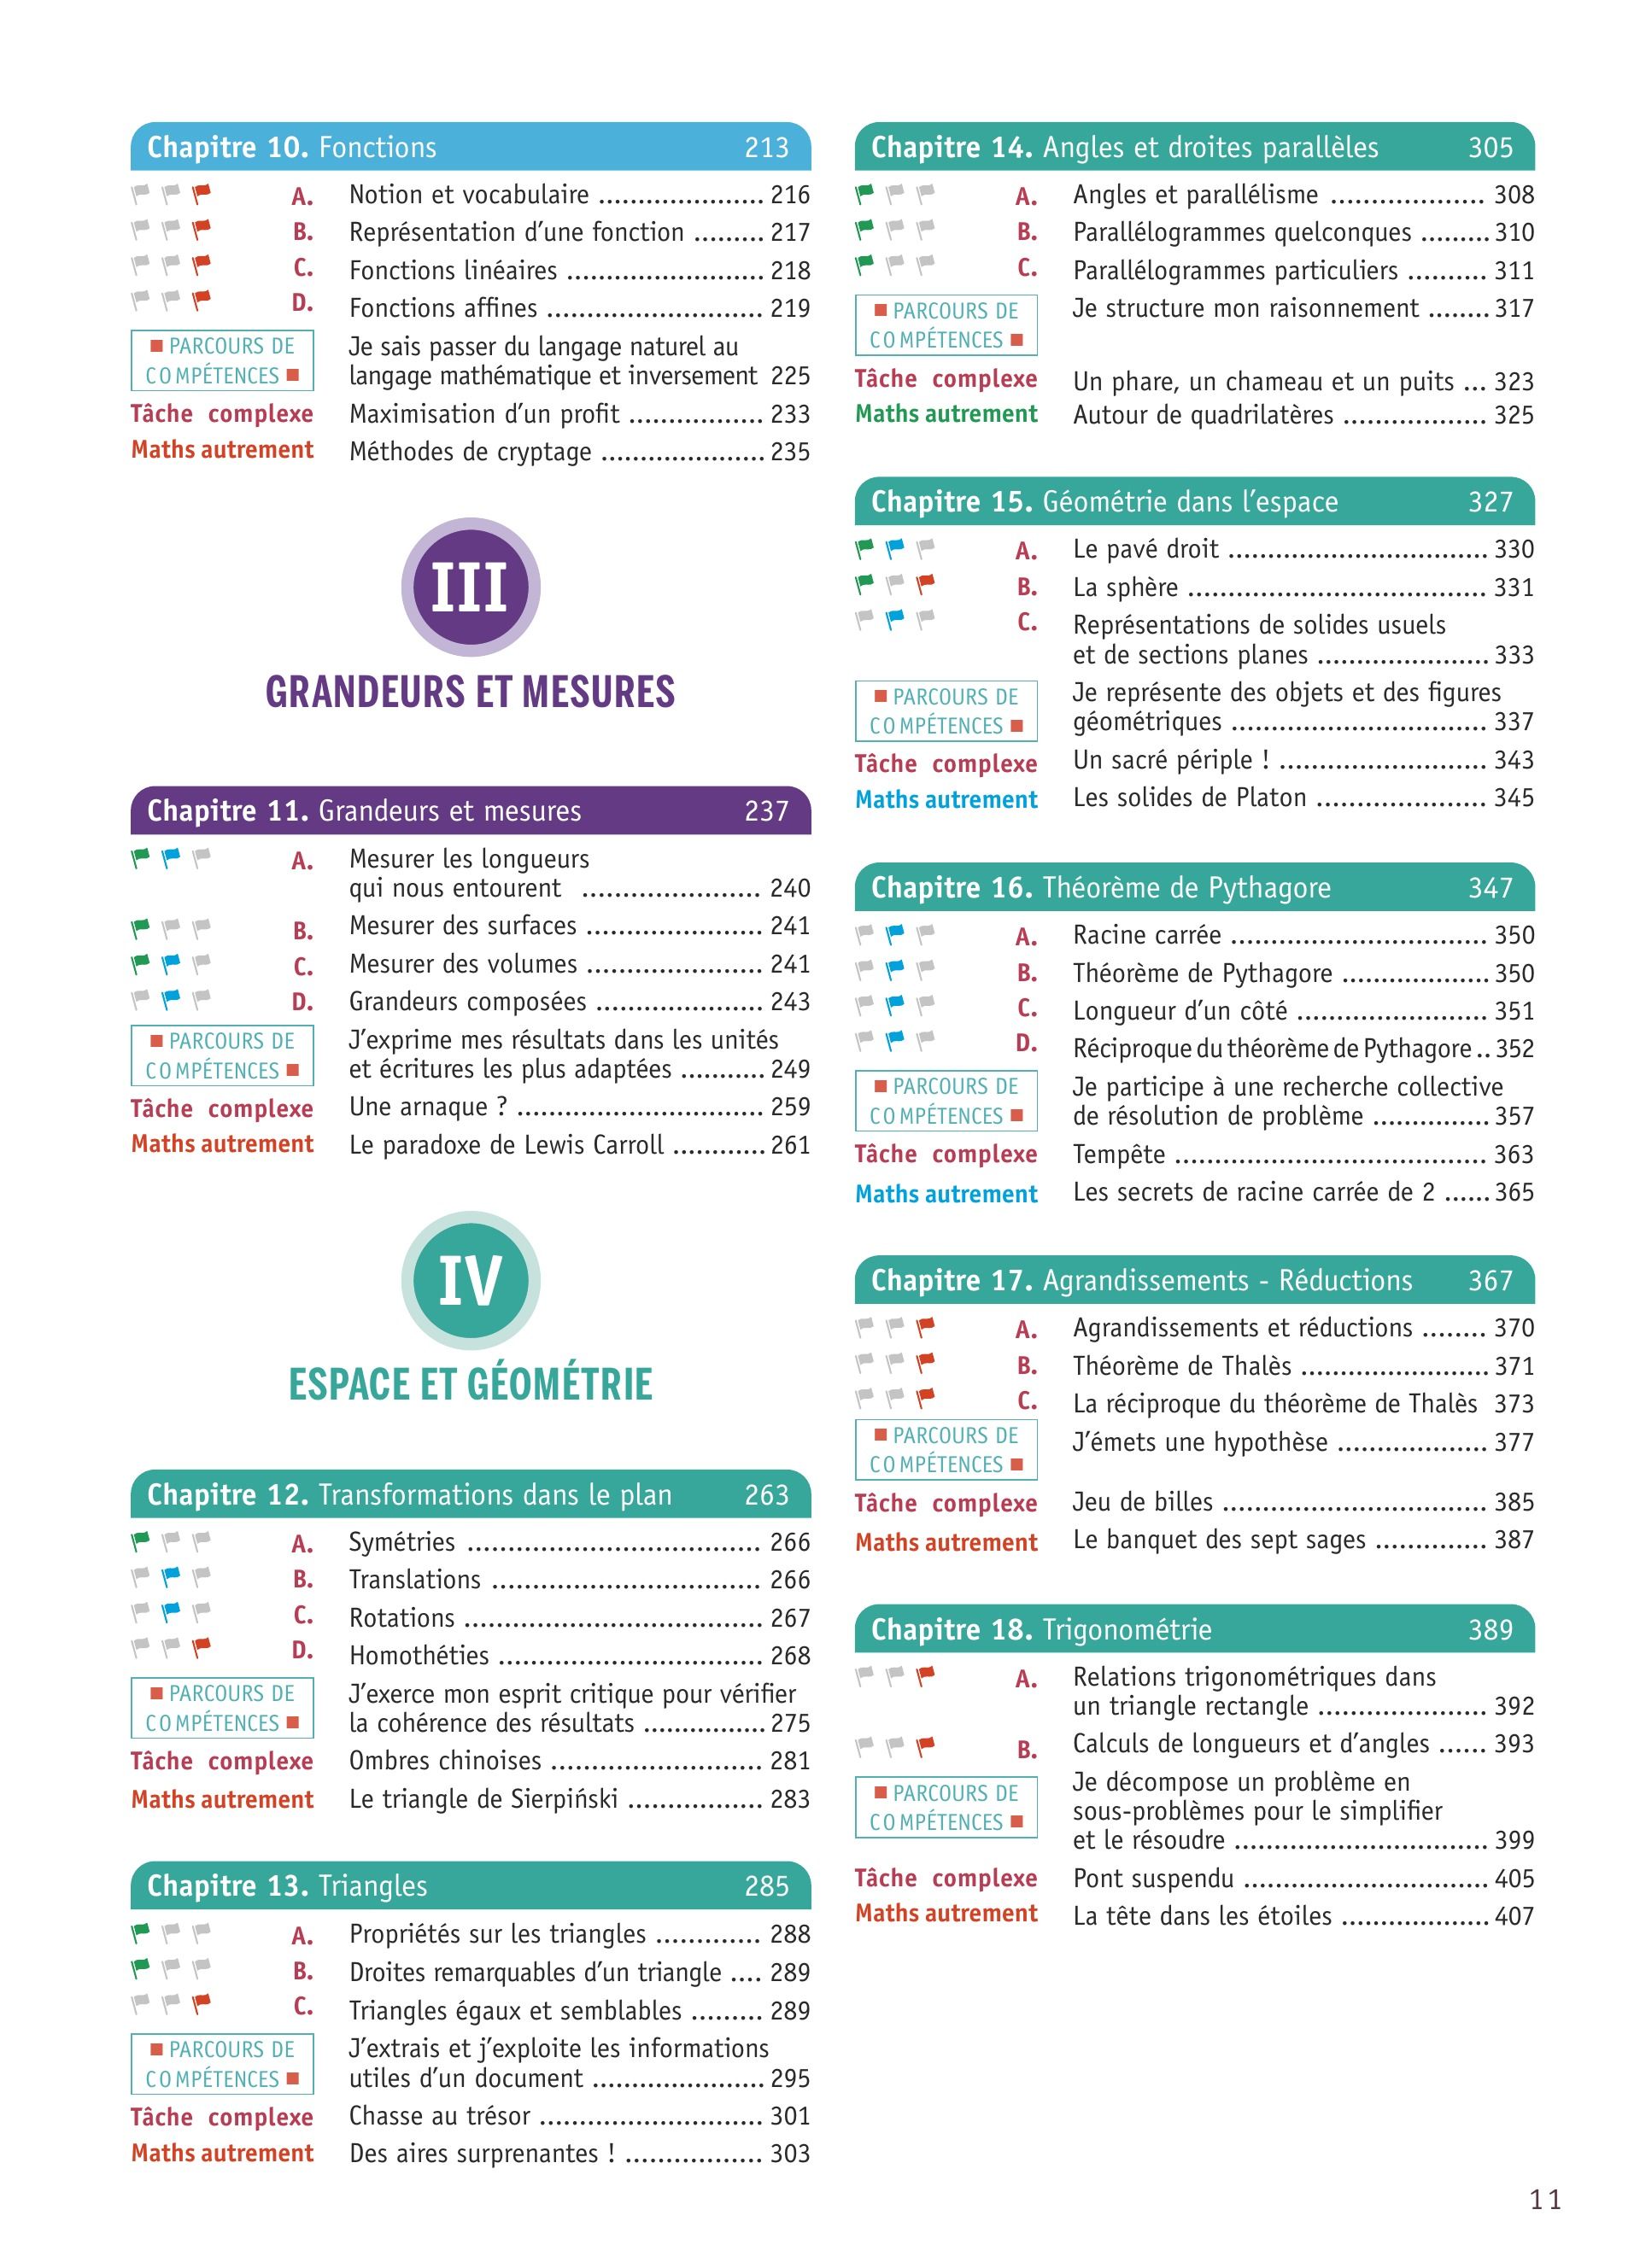 Chapitre 10. Fonctions 213
A. Notion et vocabulaire ..................... 216
B. Représentation d'une fonction ......... 217
C. Fonctions linéaires ........................ 218
D. Fonctions affines ........................... 219
PARCOURS DE
COMPÉTENCES
Je sais passer du langage naturel au
langage mathématique et inversement 225
Tâche complexe Maximisation d'un profit ................. 233
Maths autrement Méthodes de cryptage .................... 235
III
GRANDEURS ET MESURES
Chapitre 11. Grandeurs et mesures 237
A. Mesurer les longueurs
qui nous entourent ...................... 240
B. Mesurer des surfaces ...................... 241
C. Mesurer des volumes ...................... 241
D. Grandeurs composées ..................... 243
PARCOURS DE
COMPÉTENCES
J'exprime mes résultats dans les unités
et écritures les plus adaptées ........... 249
Tâche complexe Une arnaque ? .............................. 259
Maths autrement Le paradoxe de Lewis Carroll ............ 261
IV
ESPACE ET GÉOMÉTRIE
Chapitre 12. Transformations dans le plan 263
A. Symétries .................................... 266
B. Translations ................................. 266
C. Rotations ..................................... 267
D. Homothéties ................................. 268
PARCOURS DE
COMPÉTENCES
J'exerce mon esprit critique pour vérifier
la cohérence des résultats ............... 275
Tâche complexe Ombres chinoises .......................... 281
Maths autrement Le triangle de Sierpiński ................. 283
Chapitre 13. Triangles 285
A. Propriétés sur les triangles ............. 288
B. Droites remarquables d'un triangle .... 289
C. Triangles égaux et semblables ......... 289
PARCOURS DE
COMPÉTENCES
J'extrais et j'exploite les informations
utiles d'un document ..................... 295
Tâche complexe Chasse au trésor ............................ 301
Maths autrement Des aires surprenantes ! ................. 303
Chapitre 14. Angles et droites parallèles 305
A. Angles et parallélisme ................... 308
B. Parallélogrammes quelconques ......... 310
C. Parallélogrammes particuliers .......... 311
PARCOURS DE
COMPÉTENCES
Je structure mon raisonnement ........ 317
Tâche complexe Un phare, un chameau et un puits ... 323
Maths autrement Autour de quadrilatères .................. 325
Chapitre 15. Géométrie dans l'espace 327
A. Le pavé droit ................................ 330
B. La sphère ..................................... 331
C. Représentations de solides usuels
et de sections planes ..................... 333
PARCOURS DE
COMPÉTENCES
Je représente des objets et des figures
géométriques ................................ 337
Tâche complexe Un sacré périple ! .......................... 343
Maths autrement Les solides de Platon ..................... 345
Chapitre 16. Théorème de Pythagore 347
A. Racine carrée ................................ 350
B. Théorème de Pythagore .................. 350
C. Longueur d'un côté ........................ 351
D. Réciproque du théorème de Pythagore .. 352
PARCOURS DE
COMPÉTENCES
Je participe à une recherche collective
de résolution de problème ............... 357
Tâche complexe Tempête ....................................... 363
Maths autrement Les secrets de racine carrée de 2 ...... 365
Chapitre 17. Agrandissements - Réductions 367
A. Agrandissements et réductions ........ 370
B. Théorème de Thalès ....................... 371
C. La réciproque du théorème de Thalès 373
PARCOURS DE
COMPÉTENCES
J'émets une hypothèse ................... 377
Tâche complexe Jeu de billes ................................. 385
Maths autrement Le banquet des sept sages .............. 387
Chapitre 18. Trigonométrie 389
A. Relations trigonométriques dans
un triangle rectangle ..................... 392
B. Calculs de longueurs et d'angles ...... 393
PARCOURS DE
COMPÉTENCES
Je décompose un problème en
sous-problèmes pour le simplifier
et le résoudre ............................... 399
Tâche complexe Pont suspendu .............................. 405
Maths autrement La tête dans les étoiles .................. 407
11